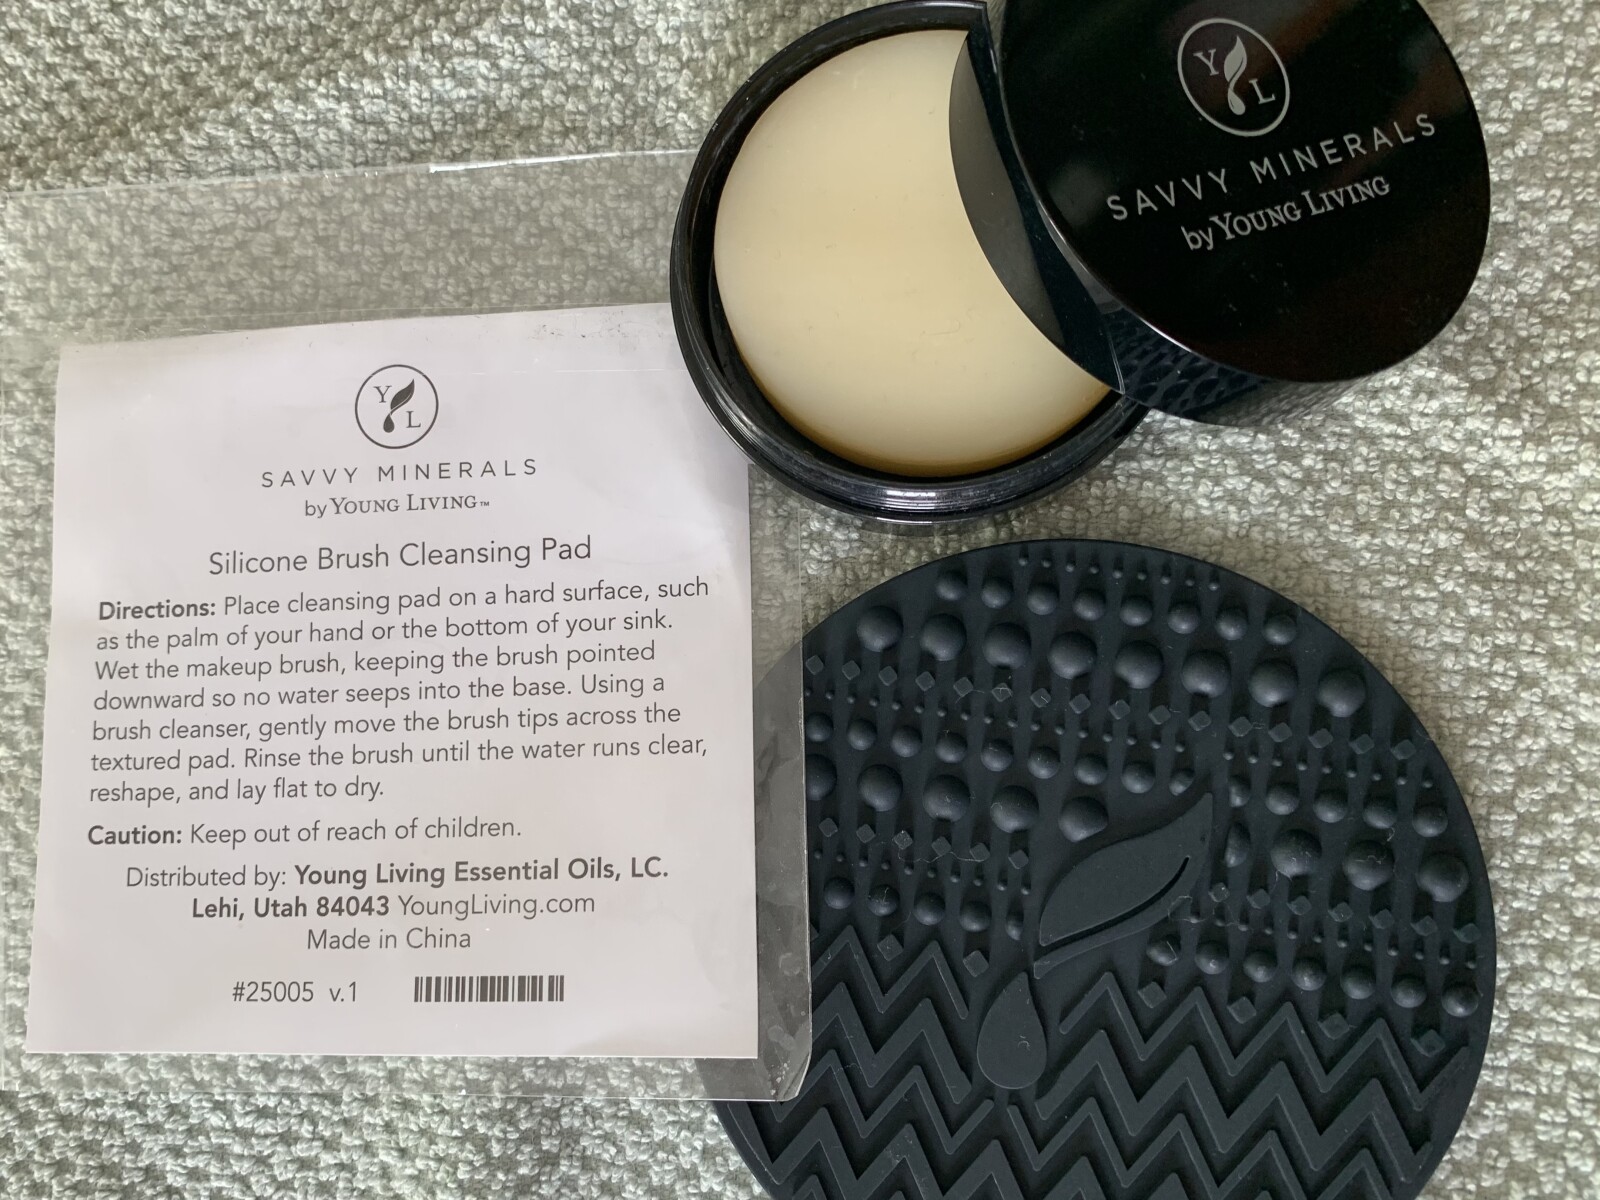 Y L
SAVVY MINERALS
by YOUNG LIVING
Y L
SAVVY MINERALS
by YOUNG LIVING™
Silicone Brush Cleansing Pad
Directions: Place cleansing pad on a hard surface, such
as the palm of your hand or the bottom of your sink.
Wet the makeup brush, keeping the brush pointed
downward so no water seeps into the base. Using a
brush cleanser, gently move the brush tips across the
textured pad. Rinse the brush until the water runs clear,
reshape, and lay flat to dry.
Caution: Keep out of reach of children.
Distributed by: Young Living Essential Oils, LC.
Lehi, Utah 84043 YoungLiving.com
Made in China
#25005 v.1